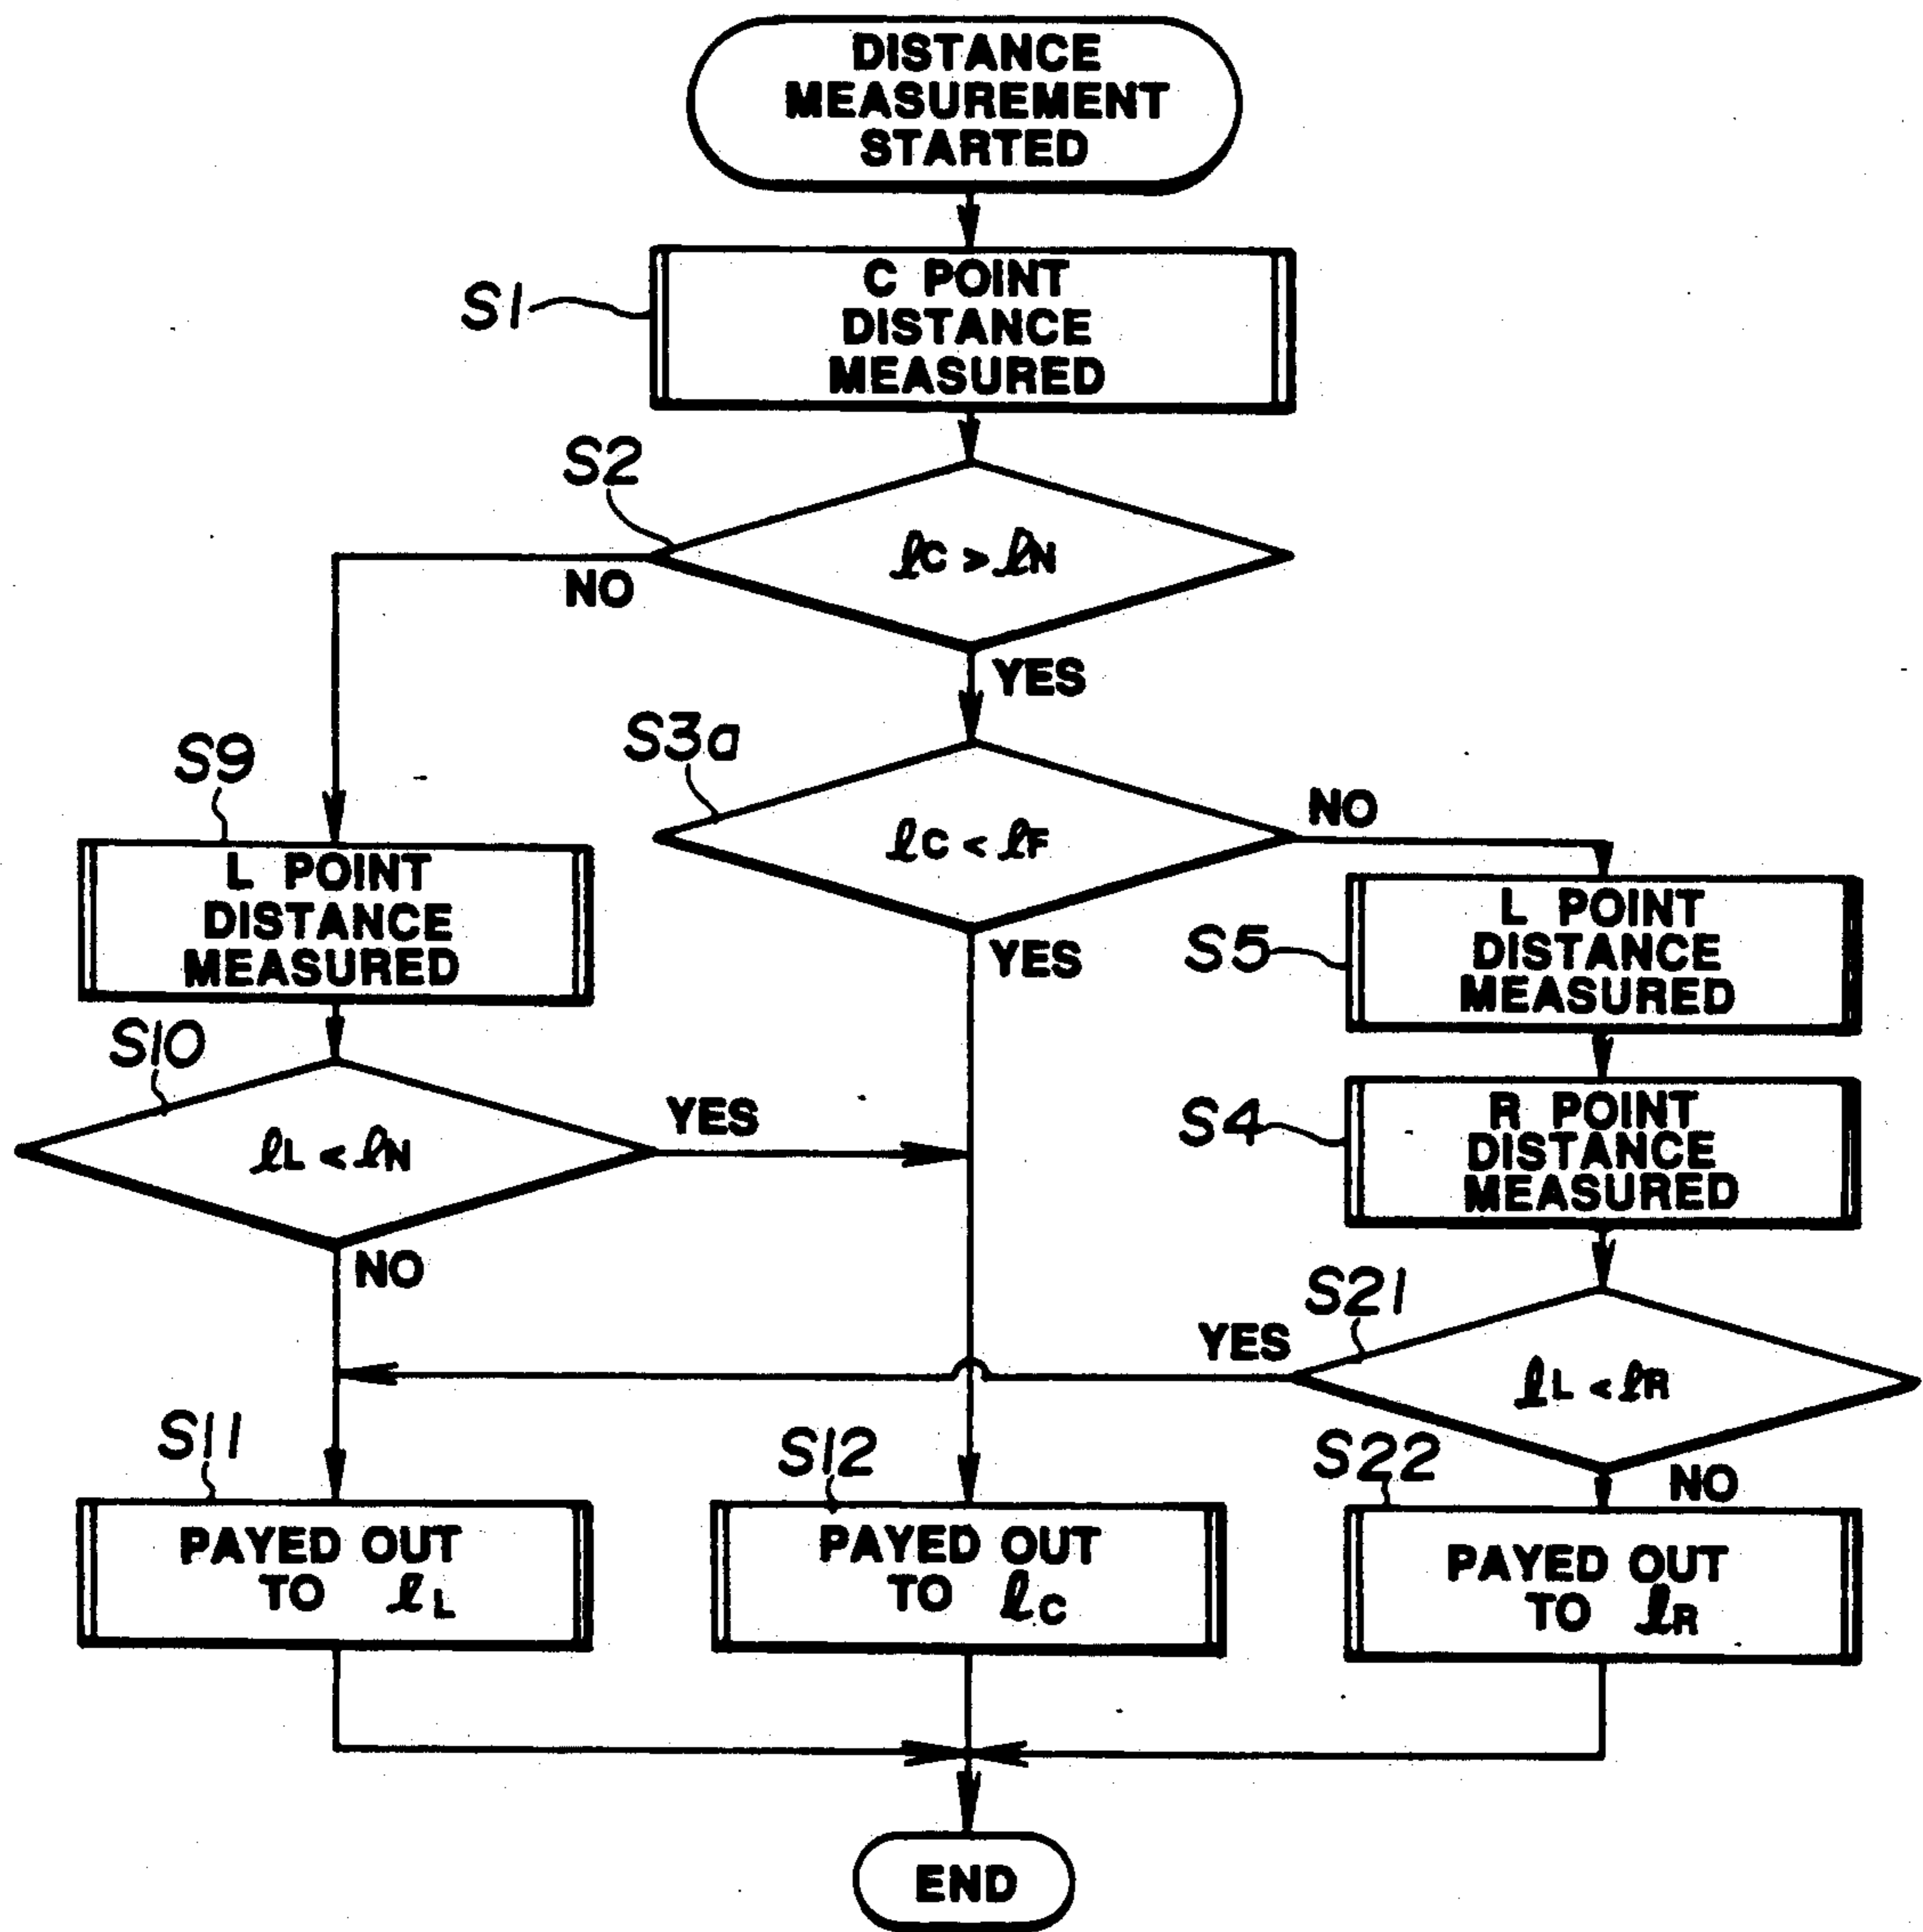 DISTANCE
MEASUREMENT
STARTED
S1
C POINT
DISTANCE
MEASURED
S2
ℓC > ℓN
NO
YES
S3a
ℓC < ℓF
NO
YES
S9
L POINT
DISTANCE
MEASURED
S5
L POINT
DISTANCE
MEASURED
S10
ℓL < ℓN
YES
NO
S4
R POINT
DISTANCE
MEASURED
S21
YES
ℓL < ℓR
NO
S11
PAYED OUT
TO ℓL
S12
PAYED OUT
TO ℓC
S22
PAYED OUT
TO ℓR
END